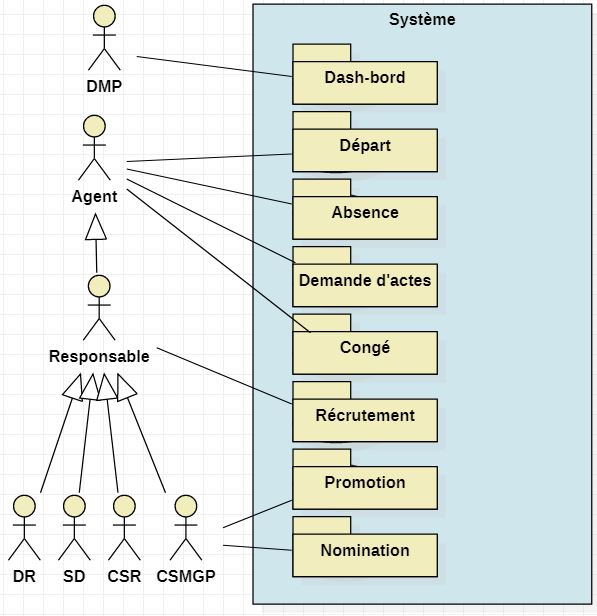 Système
DMP
Dash-bord
Départ
Agent
Absence
Demande d'actes
Responsable
Congé
Récrutement
Promotion
Nomination
DR
SD
CSR
CSMGP